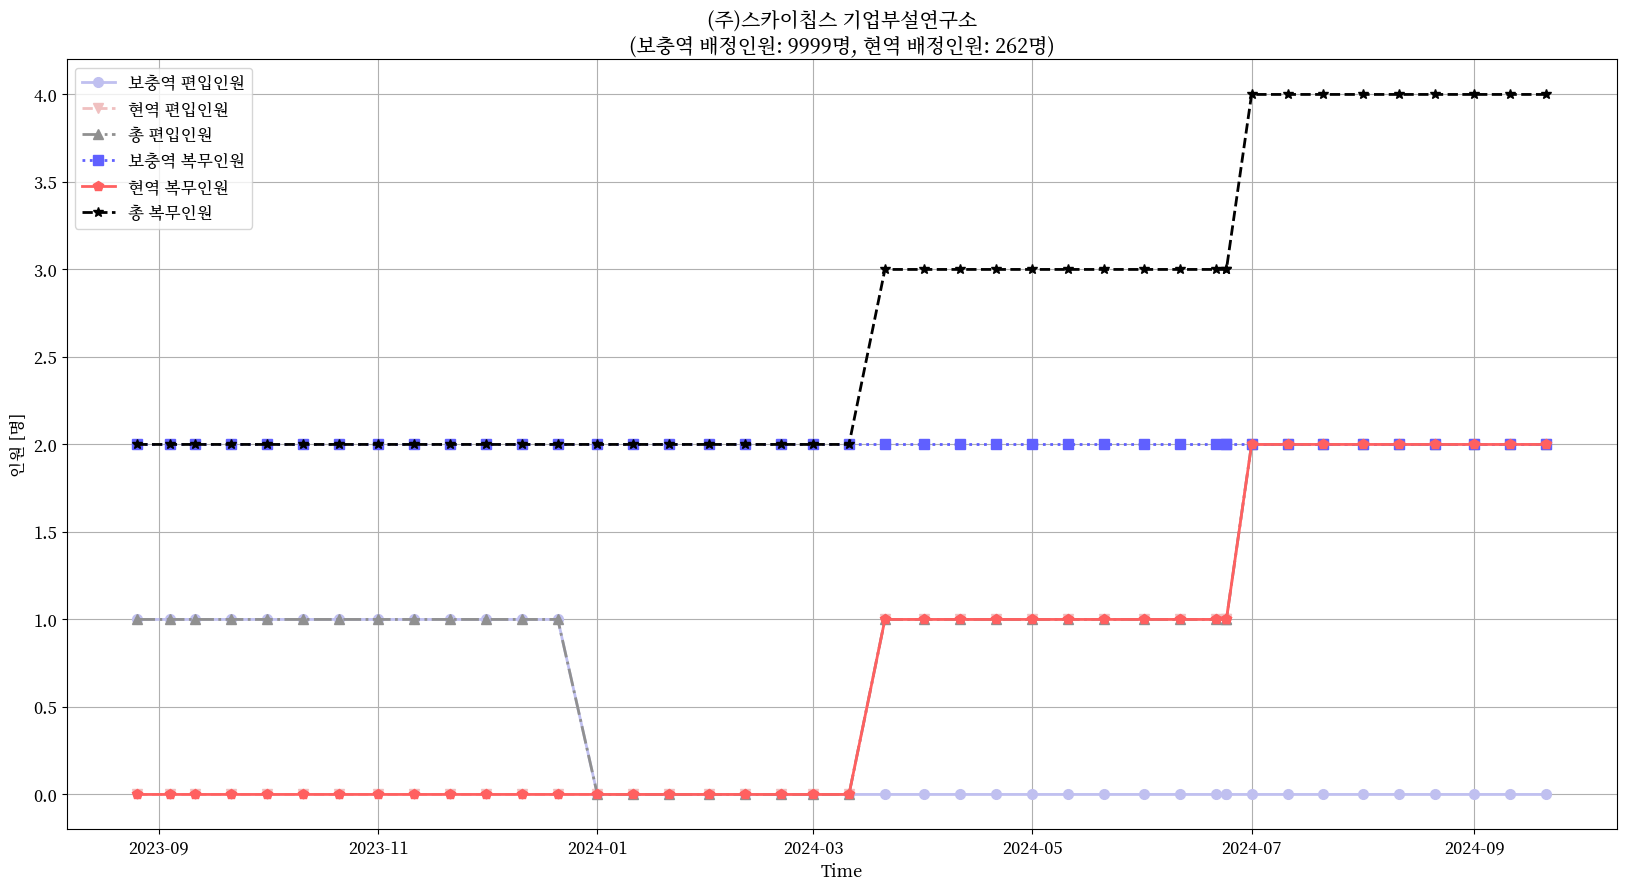 (주)스카이칩스 기업부설연구소
(보충역 배정인원: 9999명, 현역 배정인원: 262명)
보충역 편입인원
현역 편입인원
총 편입인원
보충역 복무인원
현역 복무인원
총 복무인원
4.0
3.5
3.0
2.5
2.0
1.5
1.0
0.5
0.0
인원 [명]
2023-09
2023-11
2024-01
2024-03
2024-05
2024-07
2024-09
Time